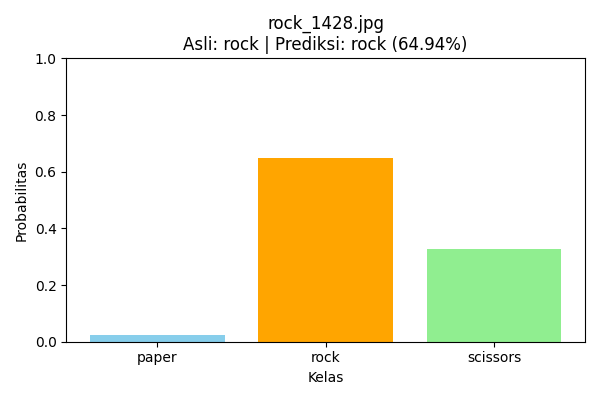 rock_1428.jpg
Asli: rock | Prediksi: rock (64.94%)
1.0
0.8
0.6
0.4
0.2
0.0
Probabilitas
paper rock scissors
Kelas